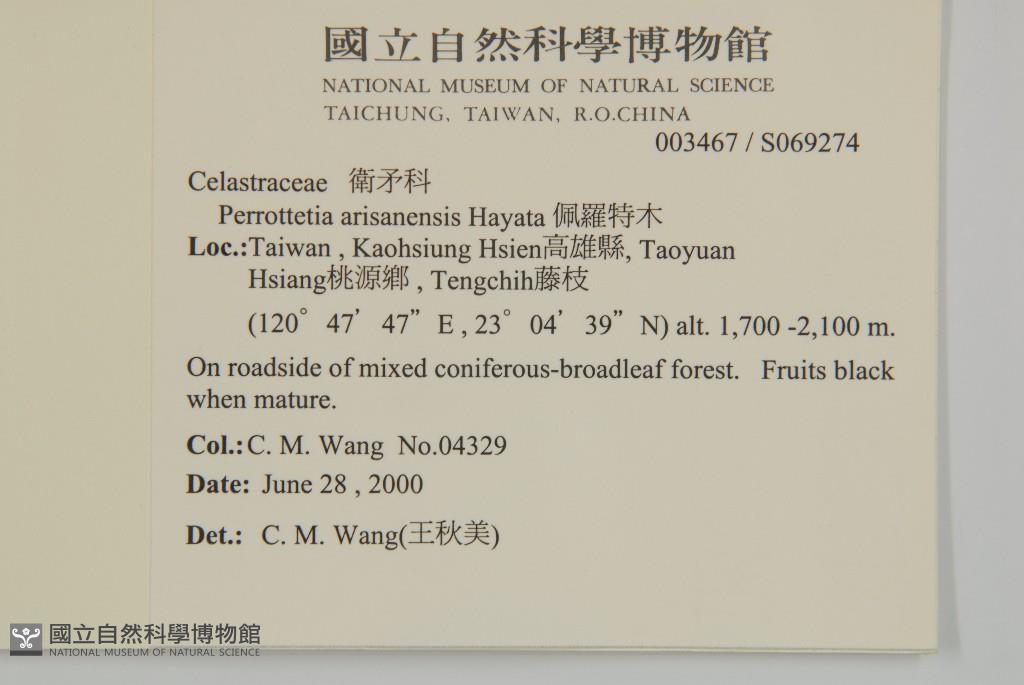 國立自然科學博物館
NATIONAL MUSEUM OF NATURAL SCIENCE
TAICHUNG, TAIWAN, R.O.CHINA
003467 / S069274
Celastraceae 衛矛科
Perrottetia arisanensis Hayata 佩羅特木
Loc.:Taiwan , Kaohsiung Hsien高雄縣, Taoyuan
Hsiang桃源鄉 , Tengchih藤枝
(120° 47′ 47” E , 23° 04′ 39” N) alt. 1,700 -2,100 m.
On roadside of mixed coniferous-broadleaf forest. Fruits black
when mature.
Col.: C. M. Wang No.04329
Date: June 28 , 2000
Det.: C. M. Wang(王秋美)
國立自然科學博物館
NATIONAL MUSEUM OF NATURAL SCIENCE